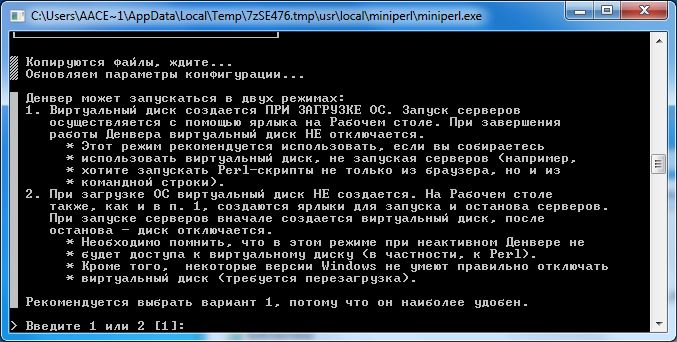 C:\Users\AACE~1\AppData\Local\Temp\7zSE476.tmp\usr\local\miniperl\miniperl.exe
Копируются файлы, ждите...
Обновляем параметры конфигурации...
Денвер может запускаться в двух режимах:
1. Виртуальный диск создается ПРИ ЗАГРУЗКЕ ОС. Запуск серверов
осуществляется с помощью ярлыка на Рабочем столе. При завершении
работы Денвера виртуальный диск НЕ отключается.
* Этот режим рекомендуется использовать, если вы собираетесь
* использовать виртуальный диск, не запуская серверов (например,
* хотите запускать Perl-скрипты не только из браузера, но и из
* командной строки).
2. При загрузке ОС виртуальный диск НЕ создается. На Рабочем столе
также, как и в п. 1, создаются ярлыки для запуска и останова серверов.
При запуске серверов вначале создается виртуальный диск, после
останова - диск отключается.
* Необходимо помнить, что в этом режиме при неактивном Денвере не
* будет доступа к виртуальному диску (в частности, к Perl).
* Кроме того,  некоторые версии Windows не умеют правильно отключать
* виртуальный диск (требуется перезагрузка).
Рекомендуется выбрать вариант 1, потому что он наиболее удобен.
> Введите 1 или 2 [1]: